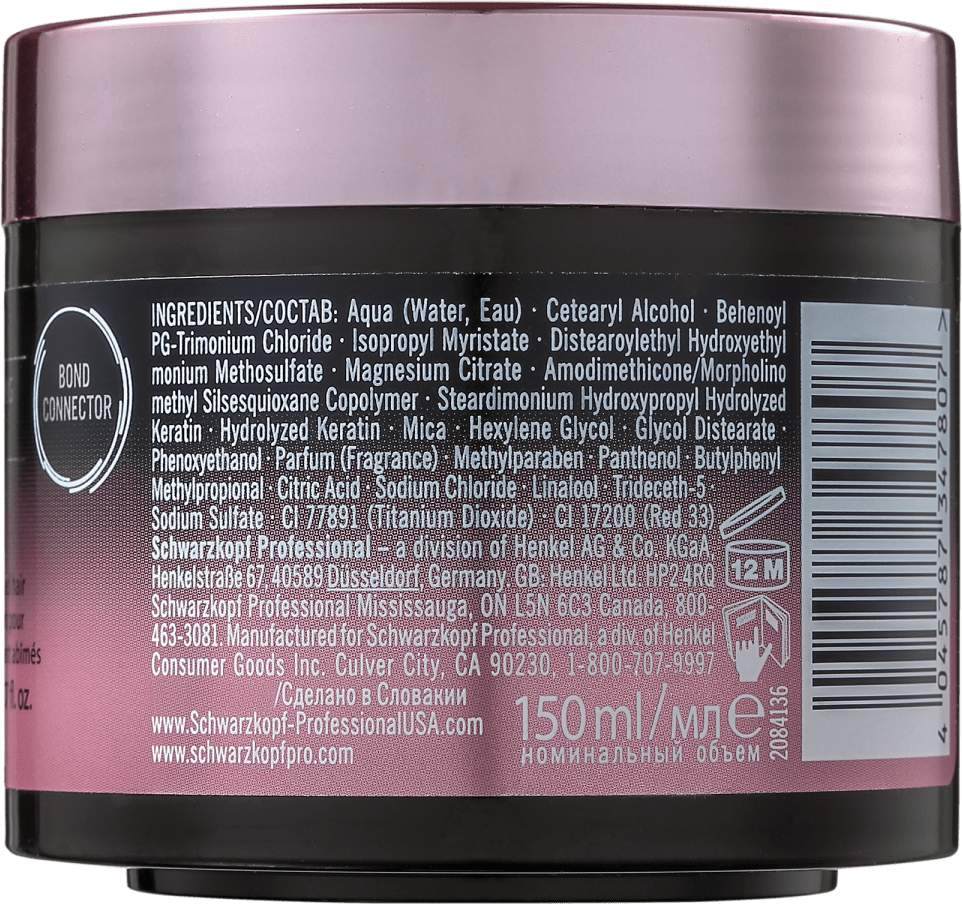 BOND
CONNECTOR
hair
pour
abîmés
fl. oz.
INGREDIENTS/СОСТАВ: Aqua (Water, Eau) · Cetearyl Alcohol · Behenoyl
PG-Trimonium Chloride · Isopropyl Myristate · Distearoylethyl Hydroxyethyl
monium Methosulfate · Magnesium Citrate · Amodimethicone/Morpholino
methyl Silsesquioxane Copolymer · Steardimonium Hydroxypropyl Hydrolyzed
Keratin · Hydrolyzed Keratin · Mica · Hexylene Glycol · Glycol Distearate ·
Phenoxyethanol · Parfum (Fragrance) · Methylparaben · Panthenol · Butylphenyl
Methylpropional · Citric Acid · Sodium Chloride · Linalool · Trideceth-5 ·
Sodium Sulfate · CI 77891 (Titanium Dioxide) · CI 17200 (Red 33)
Schwarzkopf Professional – a division of Henkel AG & Co. KGaA,
Henkelstraße 67 40589 Düsseldorf Germany, GB: Henkel Ltd. HP2 4RQ
Schwarzkopf Professional Mississauga, ON L5N 6C3 Canada, 800-
463-3081. Manufactured for Schwarzkopf Professional, a div. of Henkel
Consumer Goods Inc. Culver City, CA 90230, 1-800-707-9997
/Сделано в Словакии
www.Schwarzkopf-ProfessionalUSA.com
www.schwarzkopfpro.com
150 ml/мл e
номинальный объем
12 M
2084136
4 045787 347807 >